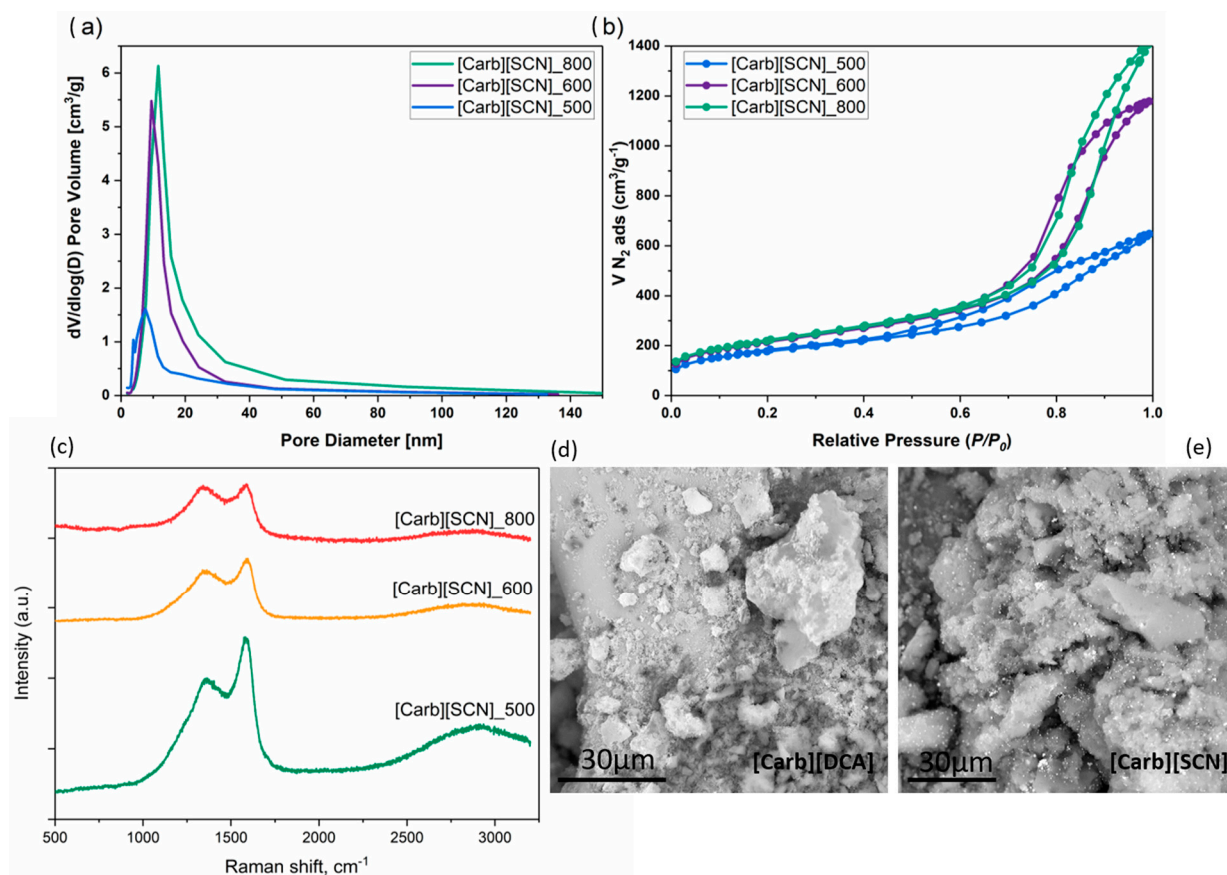 (a)
dV/dlog(D) Pore Volume [cm³/g]
6
5
4
3
2
1
0
[Carb][SCN]_800
[Carb][SCN]_600
[Carb][SCN]_500
0 20 40 60 80 100 120 140
Pore Diameter [nm]
(b)
V N₂ ads (cm³/g⁻¹)
1400
1200
1000
800
600
400
200
0
[Carb][SCN]_500
[Carb][SCN]_600
[Carb][SCN]_800
0.0 0.2 0.4 0.6 0.8 1.0
Relative Pressure (P/P₀)
(c)
Intensity (a.u.)
[Carb][SCN]_800
[Carb][SCN]_600
[Carb][SCN]_500
500 1000 1500 2000 2500 3000
Raman shift, cm⁻¹
(d)
30µm
[Carb][DCA]
(e)
30µm
[Carb][SCN]